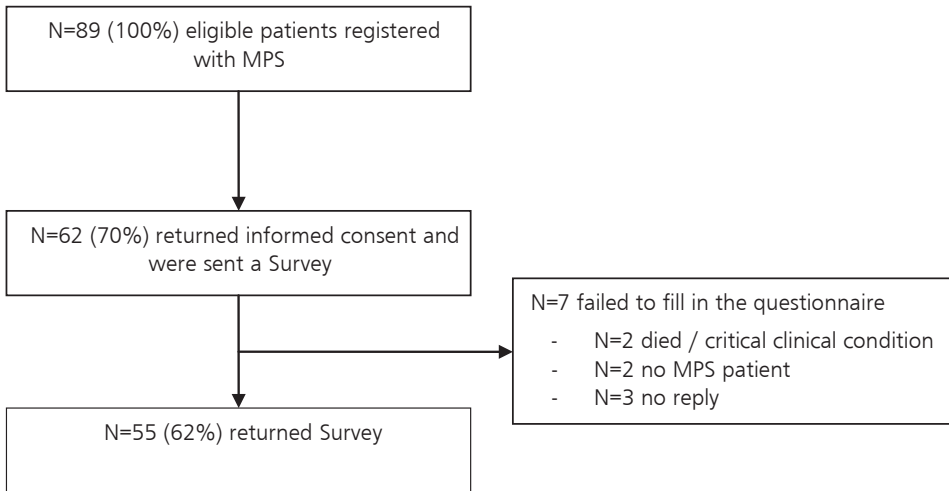 N=89 (100%) eligible patients registered
with MPS
N=62 (70%) returned informed consent and
were sent a Survey
N=7 failed to fill in the questionnaire
- N=2 died / critical clinical condition
- N=2 no MPS patient
- N=3 no reply
N=55 (62%) returned Survey